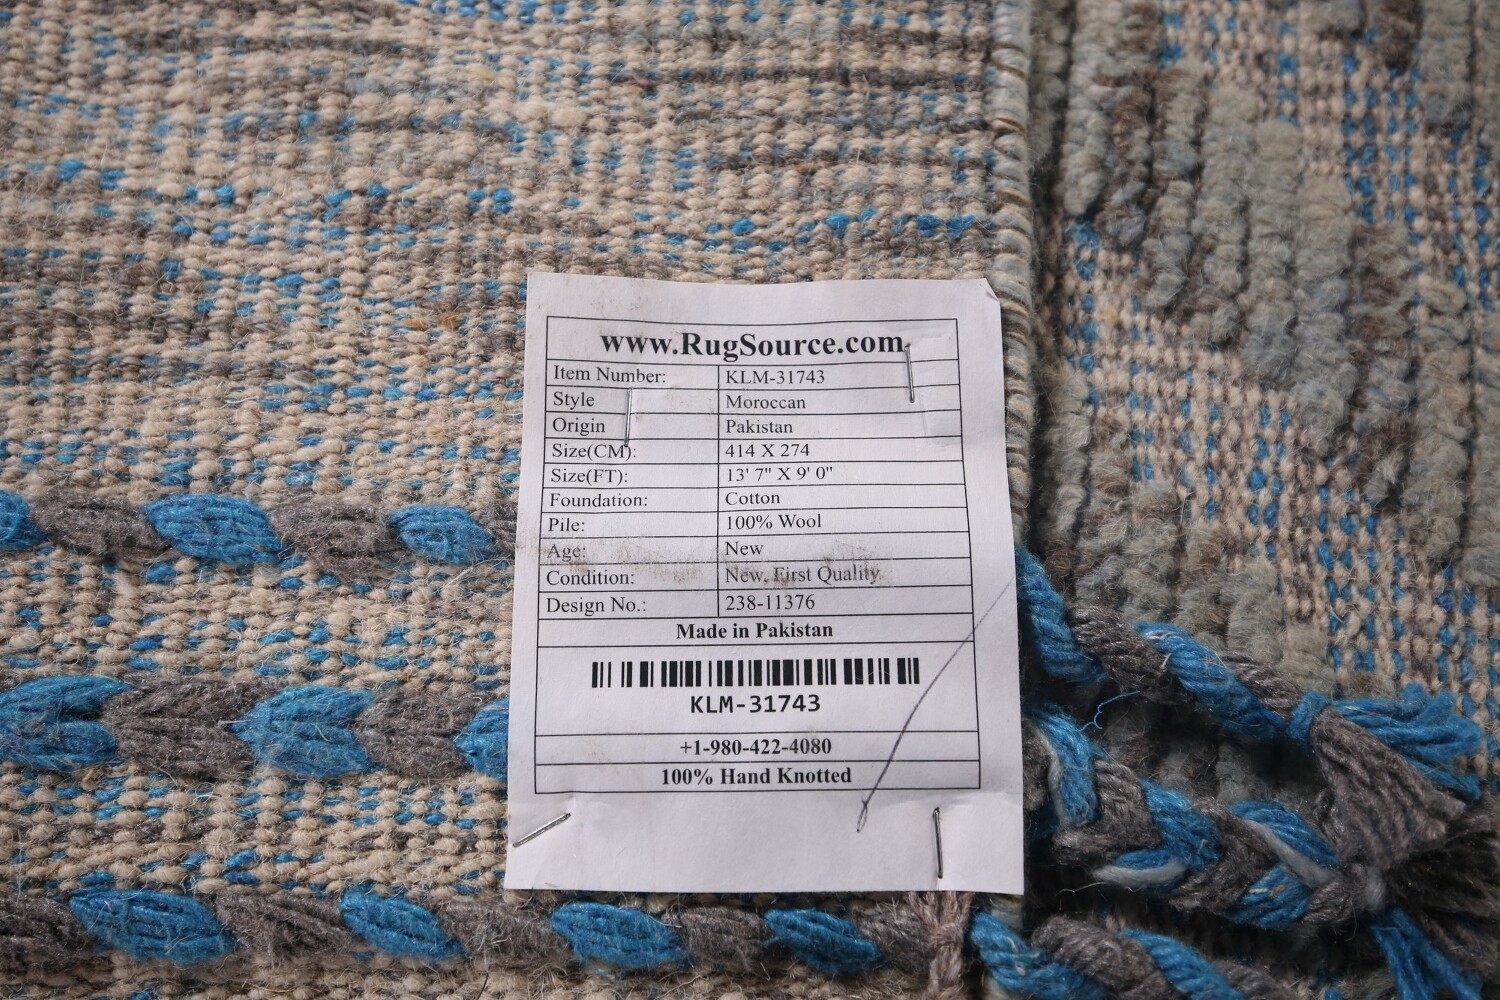 www.RugSource.com
Item Number: KLM-31743
Style Moroccan
Origin Pakistan
Size(CM): 414 X 274
Size(FT): 13' 7" X 9' 0"
Foundation: Cotton
Pile: 100% Wool
Age: New
Condition: New, First Quality
Design No.: 238-11376
Made in Pakistan
KLM-31743
+1-980-422-4080
100% Hand Knotted